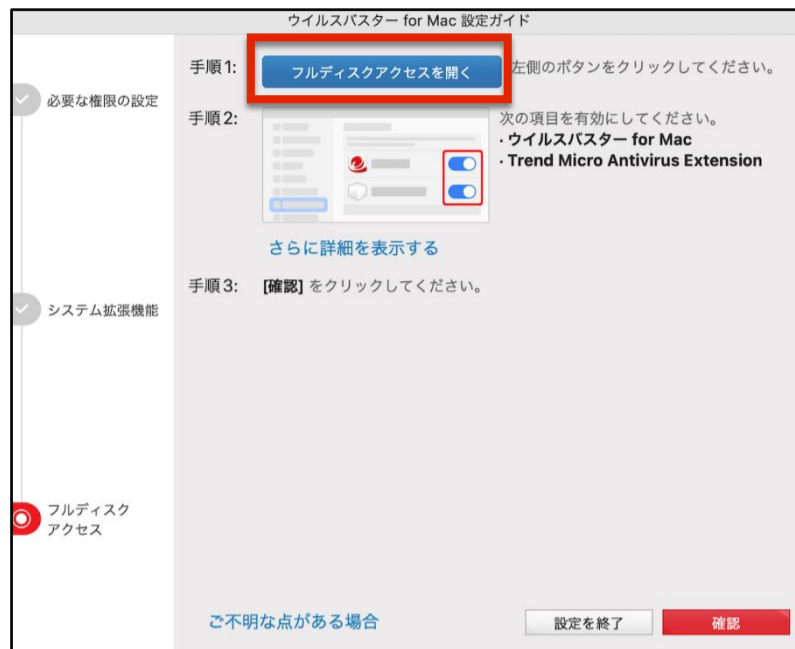 ウイルスバスター for Mac 設定ガイド
必要な権限の設定
システム拡張機能
フルディスク
アクセス
手順1:
フルディスクアクセスを開く
左側のボタンをクリックしてください。
手順2:
次の項目を有効にしてください。
・ウイルスバスター for Mac
・Trend Micro Antivirus Extension
さらに詳細を表示する
手順3:
[確認] をクリックしてください。
ご不明な点がある場合
設定を終了
確認